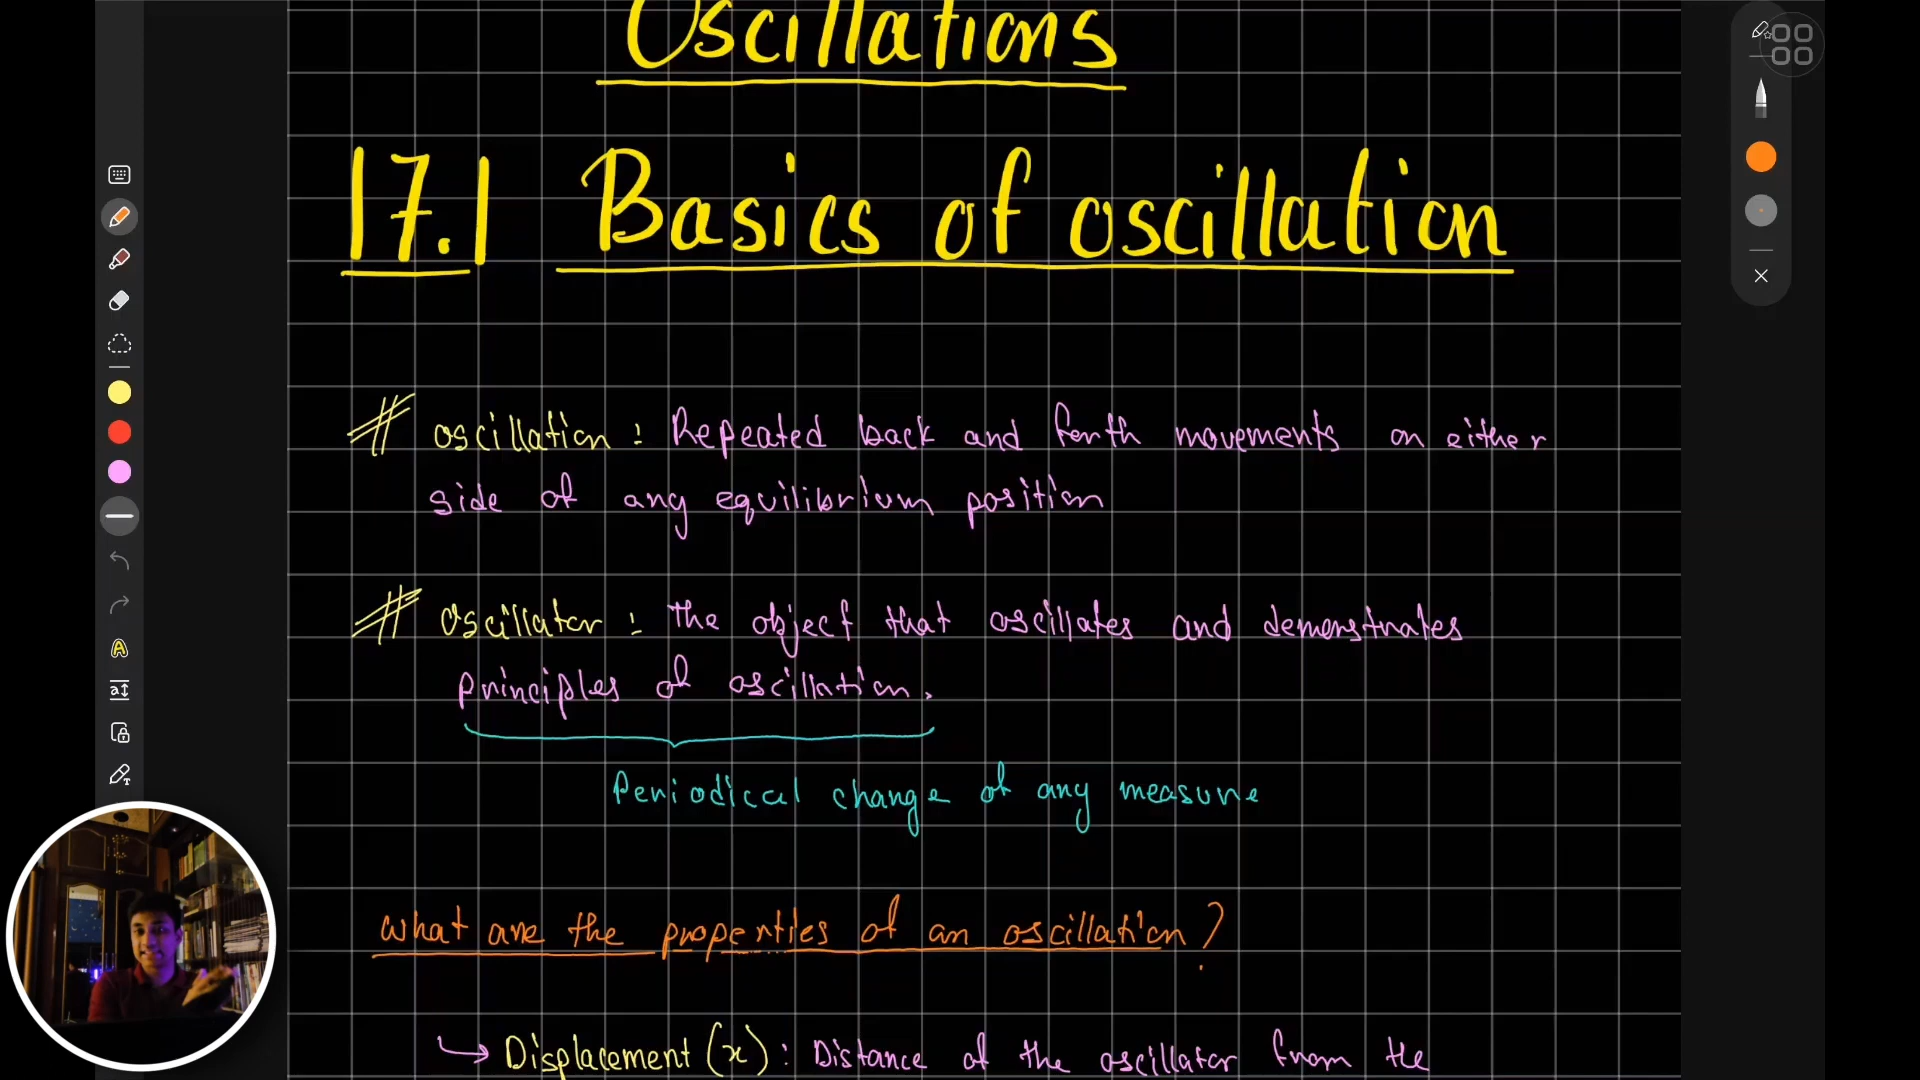 Oscillations
17.1 Basics of oscillation
# oscillation : Repeated back and forth movements on either
side of any equilibrium position
# Oscillator : The object that oscillates and demonstrates
principles of oscillation.
Periodical change of any measure
What are the properties of an oscillation?
↳ Displacement (x) : Distance of the oscillator from the